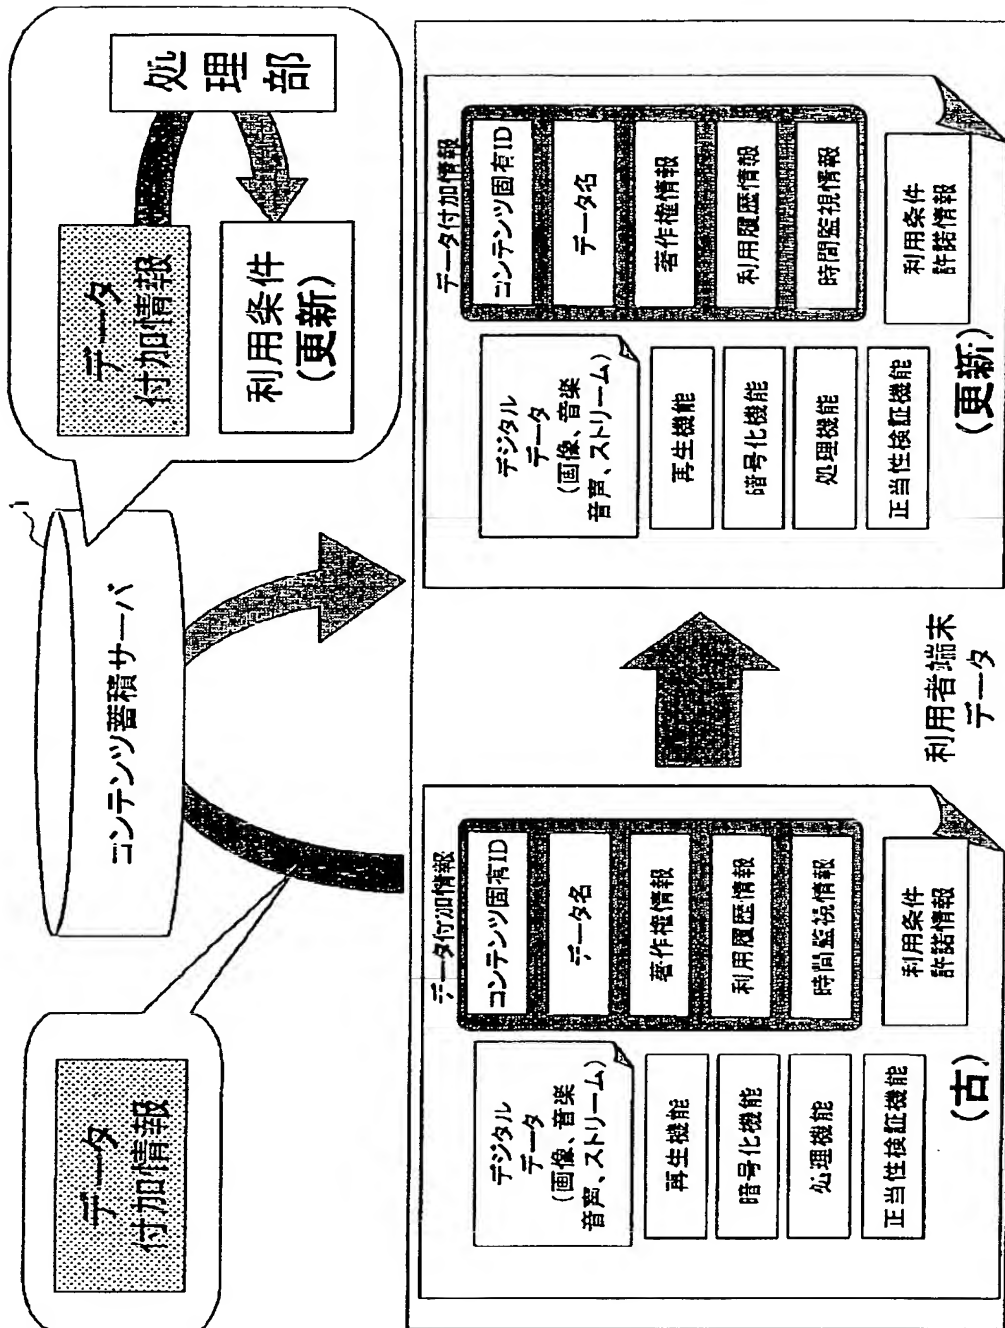 データ
付加情報
コンテンツ蓄積サーバ
データ
付加情報
処理部
利用条件
(更新)
データ付加情報
デジタル
データ
(画像、音楽
音声、ストリーム)
コンテンツ固有ID
データ名
著作権情報
利用履歴情報
時間監視情報
再生機能
暗号化機能
処理機能
正当性検証機能
利用条件
許諾情報
(古)
利用者端末
データ
データ付加情報
デジタル
データ
(画像、音楽
音声、ストリーム)
コンテンツ固有ID
データ名
著作権情報
利用履歴情報
時間監視情報
再生機能
暗号化機能
処理機能
正当性検証機能
利用条件
許諾情報
(更新)